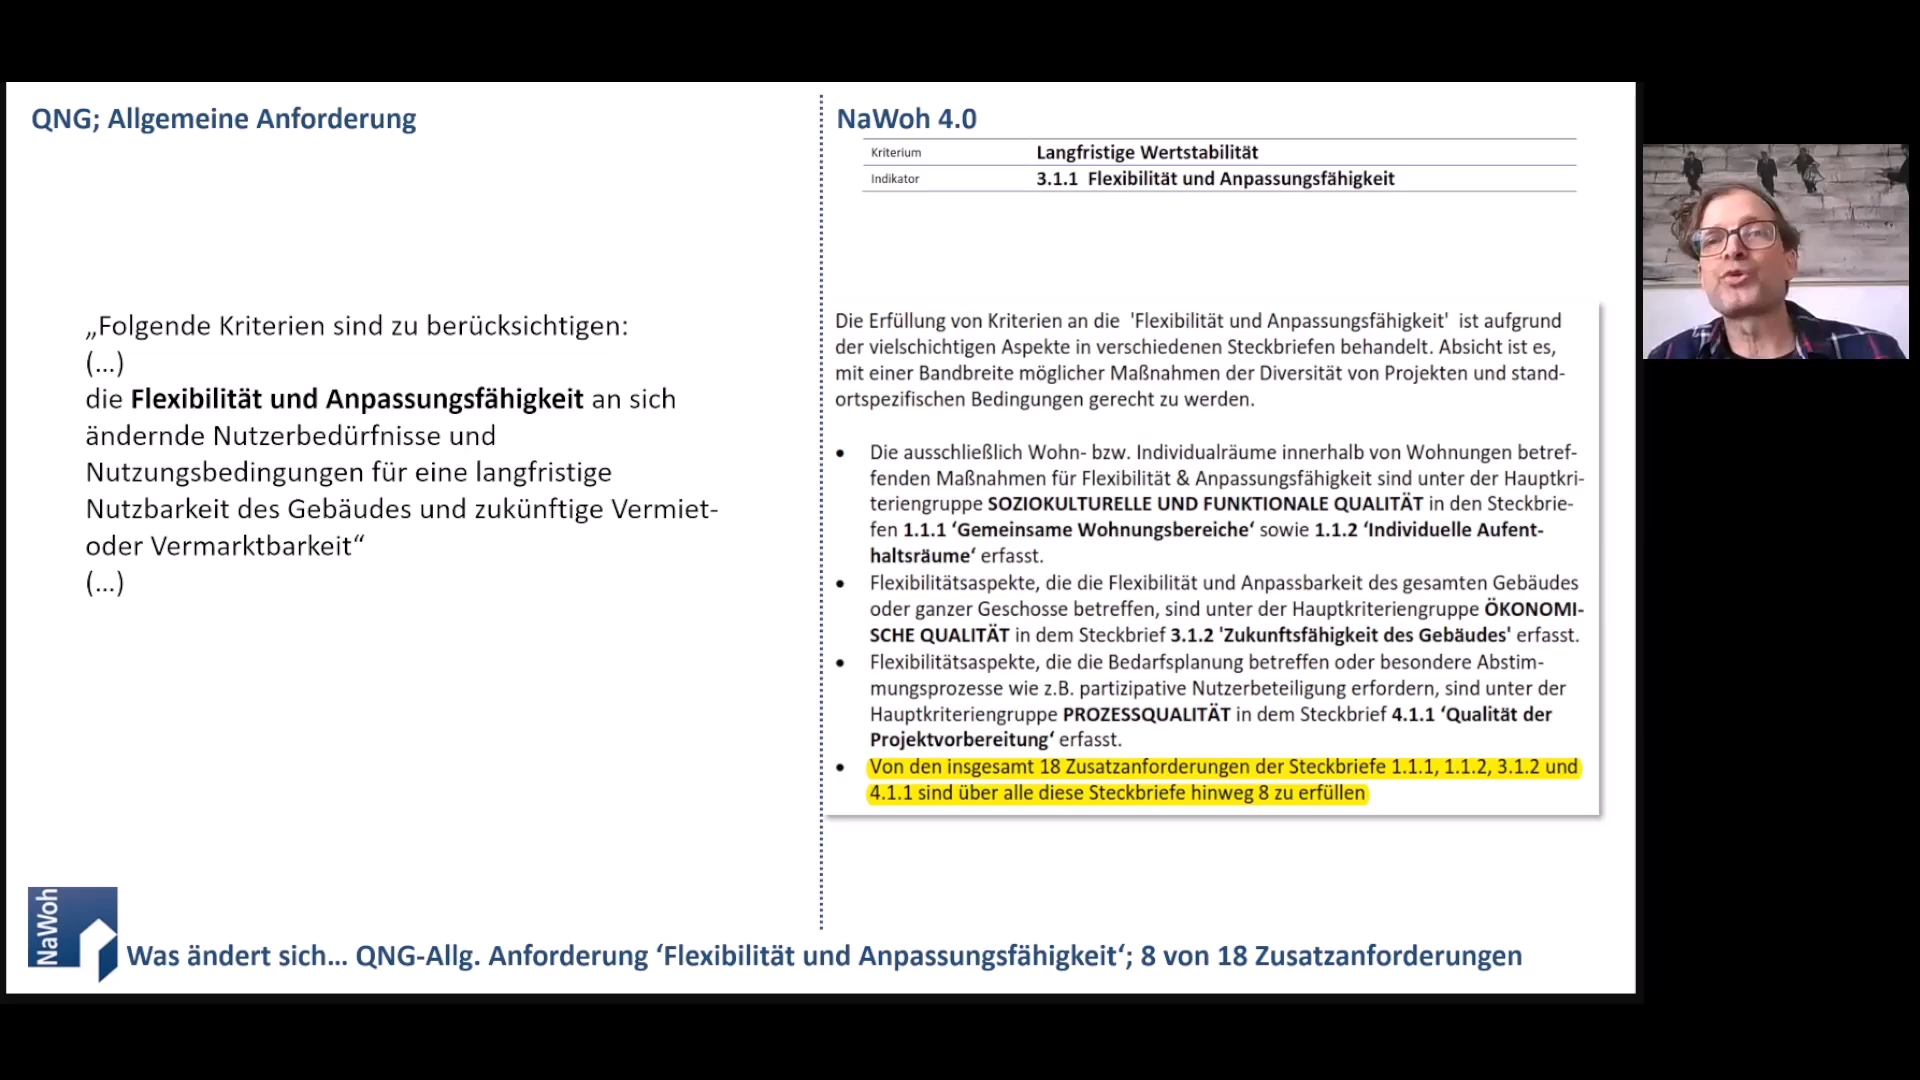 QNG; Allgemeine Anforderung
„Folgende Kriterien sind zu berücksichtigen:
(...)
die Flexibilität und Anpassungsfähigkeit an sich
ändernde Nutzerbedürfnisse und
Nutzungsbedingungen für eine langfristige
Nutzbarkeit des Gebäudes und zukünftige Vermiet-
oder Vermarktbarkeit“
(...)
NaWoh 4.0
Kriterium Langfristige Wertstabilität
Indikator 3.1.1 Flexibilität und Anpassungsfähigkeit
Die Erfüllung von Kriterien an die 'Flexibilität und Anpassungsfähigkeit' ist aufgrund
der vielschichtigen Aspekte in verschiedenen Steckbriefen behandelt. Absicht ist es,
mit einer Bandbreite möglicher Maßnahmen der Diversität von Projekten und stand-
ortspezifischen Bedingungen gerecht zu werden.
• Die ausschließlich Wohn- bzw. Individualräume innerhalb von Wohnungen betref-
fenden Maßnahmen für Flexibilität & Anpassungsfähigkeit sind unter der Hauptkri-
teriengruppe SOZIOKULTURELLE UND FUNKTIONALE QUALITÄT in den Steckbrie-
fen 1.1.1 ‘Gemeinsame Wohnungsbereiche‘ sowie 1.1.2 ‘Individuelle Aufent-
haltsräume‘ erfasst.
• Flexibilitätsaspekte, die die Flexibilität und Anpassbarkeit des gesamten Gebäudes
oder ganzer Geschosse betreffen, sind unter der Hauptkriteriengruppe ÖKONOMI-
SCHE QUALITÄT in dem Steckbrief 3.1.2 'Zukunftsfähigkeit des Gebäudes' erfasst.
• Flexibilitätsaspekte, die die Bedarfsplanung betreffen oder besondere Abstim-
mungsprozesse wie z.B. partizipative Nutzerbeteiligung erfordern, sind unter der
Hauptkriteriengruppe PROZESSQUALITÄT in dem Steckbrief 4.1.1 ‘Qualität der
Projektvorbereitung‘ erfasst.
• Von den insgesamt 18 Zusatzanforderungen der Steckbriefe 1.1.1, 1.1.2, 3.1.2 und
4.1.1 sind über alle diese Steckbriefe hinweg 8 zu erfüllen
NaWoh
Was ändert sich... QNG-Allg. Anforderung ‘Flexibilität und Anpassungsfähigkeit‘; 8 von 18 Zusatzanforderungen